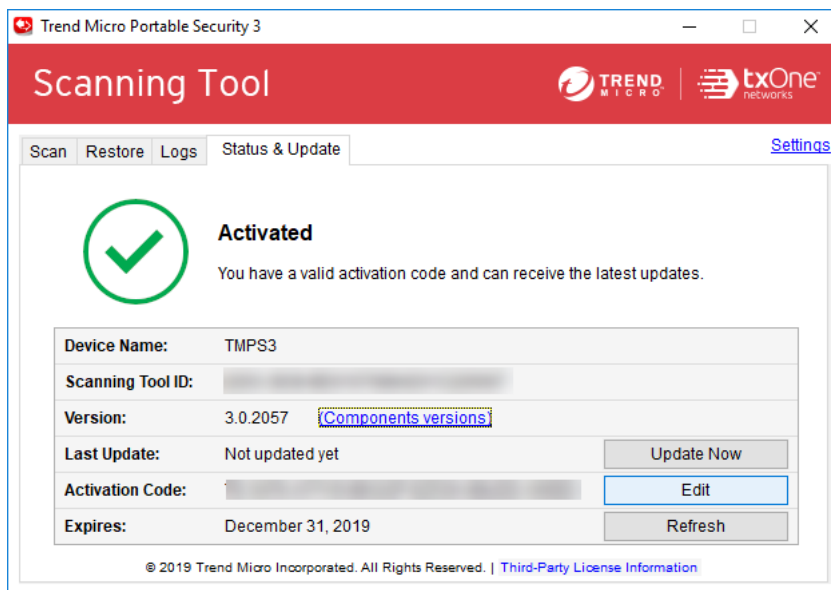 Trend Micro Portable Security 3
Scanning Tool
TREND MICRO
txOne networks
Scan Restore Logs Status & Update Settings
Activated
You have a valid activation code and can receive the latest updates.
Device Name: TMPS3
Scanning Tool ID:
Version: 3.0.2057 (Components versions)
Last Update: Not updated yet Update Now
Activation Code: Edit
Expires: December 31, 2019 Refresh
© 2019 Trend Micro Incorporated. All Rights Reserved. | Third-Party License Information